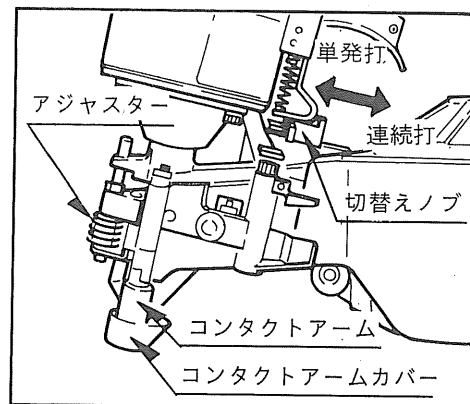 単発打
アジャスター
連続打
切替えノブ
コンタクトアーム
コンタクトアームカバー